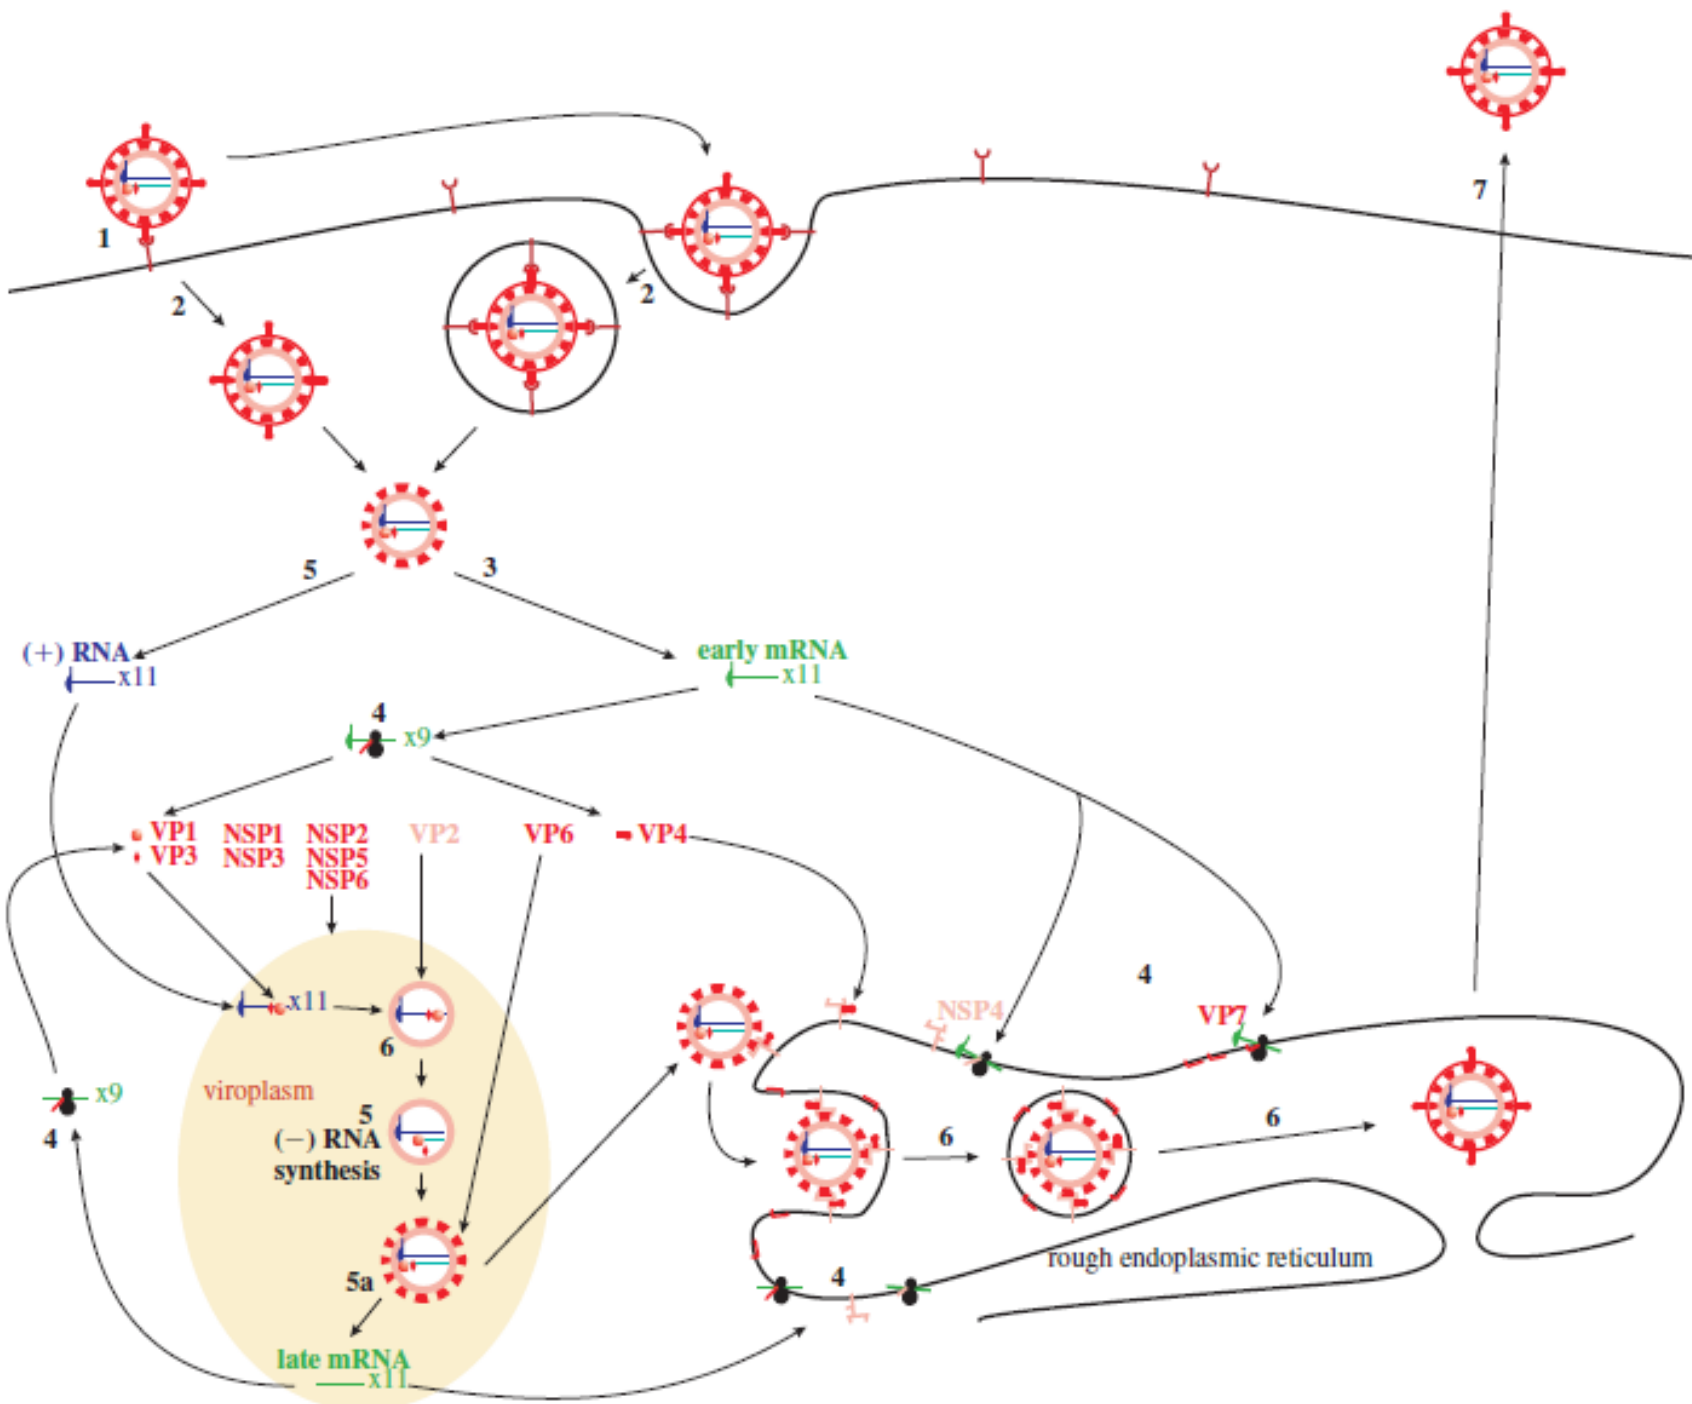 7
1
2
2
5
3
(+) RNA
x11
early mRNA
x11
4
x9
VP1 NSP1 NSP2 VP2 VP6 VP4
VP3 NSP3 NSP5
NSP6
4
x11
NSP4
VP7
6
viroplasm
x9
4
5
(−) RNA
synthesis
6
6
5a
4
rough endoplasmic reticulum
late mRNA
x11